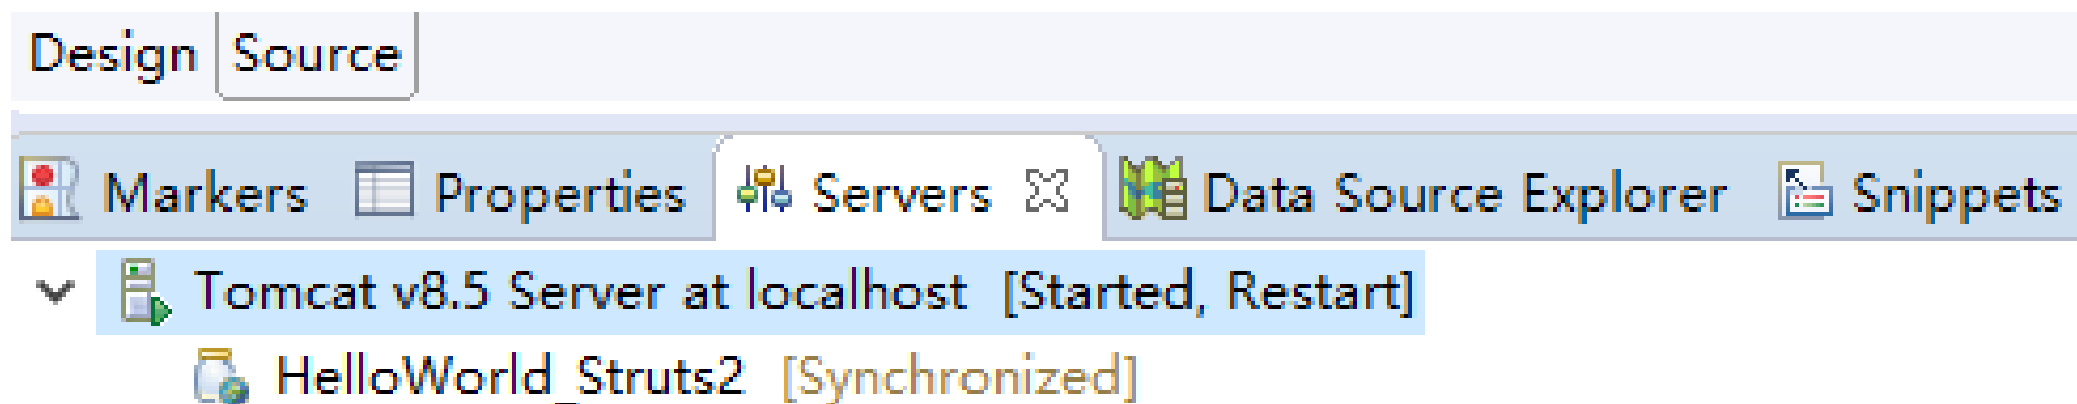 Design Source
Markers Properties Servers Data Source Explorer Snippets
Tomcat v8.5 Server at localhost [Started, Restart]
HelloWorld_Struts2 [Synchronized]